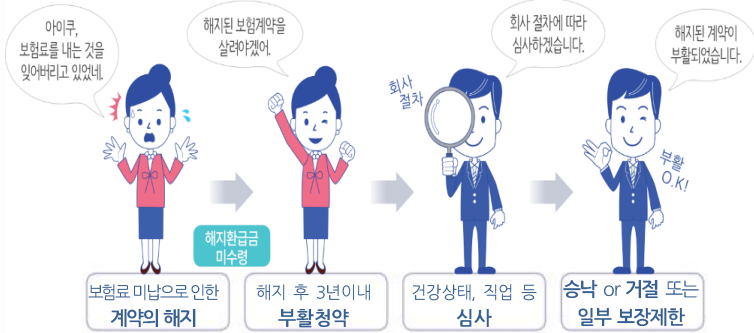 아이쿠,
보험료를 내는 것을
잊어버리고 있었네.
해지된 보험계약을
살려야겠어.
회사 절차에 따라
심사하겠습니다.
해지된 계약이
부활되었습니다.
회사
절차
부활
O.K!
해지환급금
미수령
보험료 미납으로 인한
계약의 해지
해지 후 3년이내
부활청약
건강상태, 직업 등
심사
승낙 or 거절 또는
일부 보장제한